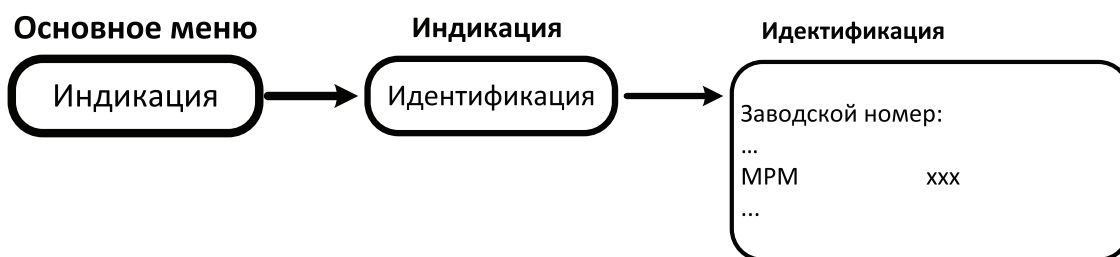 Основное меню
Индикация
Идектификация
Индикация
Идентификация
Заводской номер:
...
МРМ xxx
...